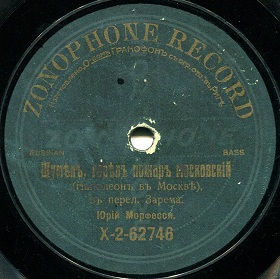 ZONOPHONE RECORD
RUSSIAN
BASS
Шумѣлъ, горѣлъ пожаръ московскій
(Наполеонъ въ Москвѣ),
въ перел. Зарема.
Юрій Морфесси.
X-2-62746